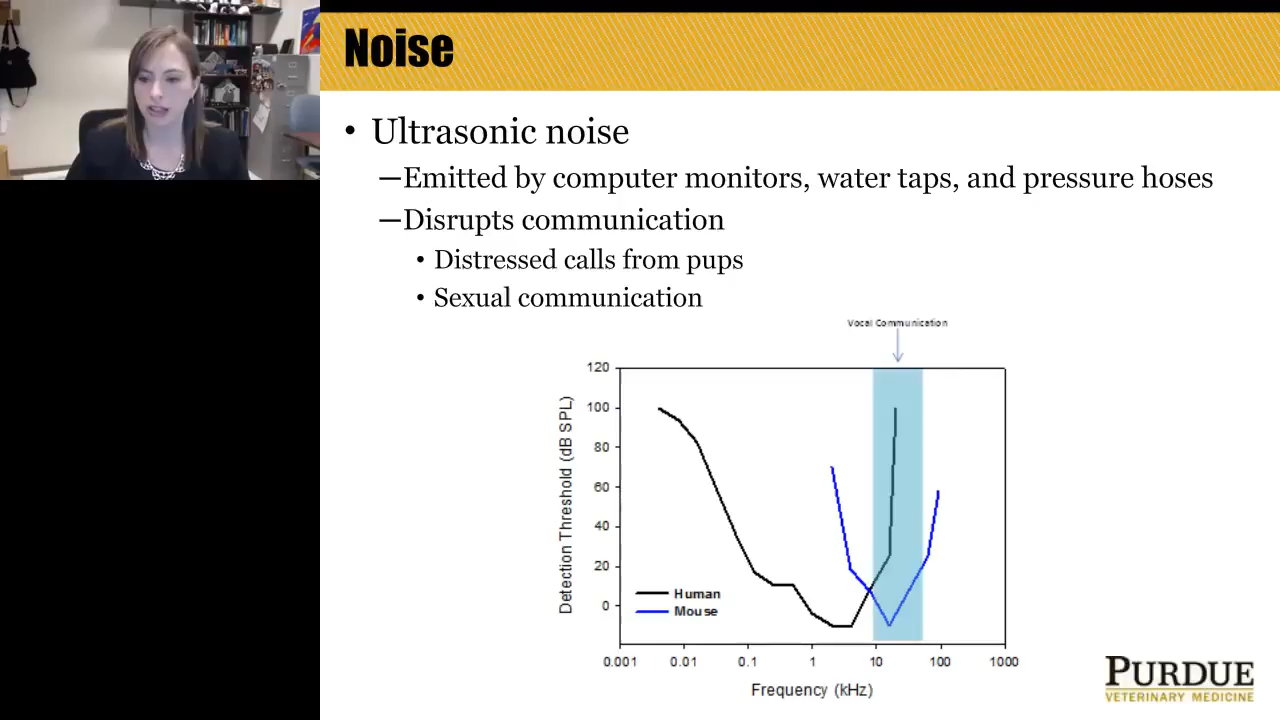 Noise
• Ultrasonic noise
—Emitted by computer monitors, water taps, and pressure hoses
—Disrupts communication
• Distressed calls from pups
• Sexual communication
Vocal Communication
120
100
80
60
40
20
0
Detection Threshold (dB SPL)
Human
Mouse
0.001 0.01 0.1 1 10 100 1000
Frequency (kHz)
PURDUE
VETERINARY MEDICINE